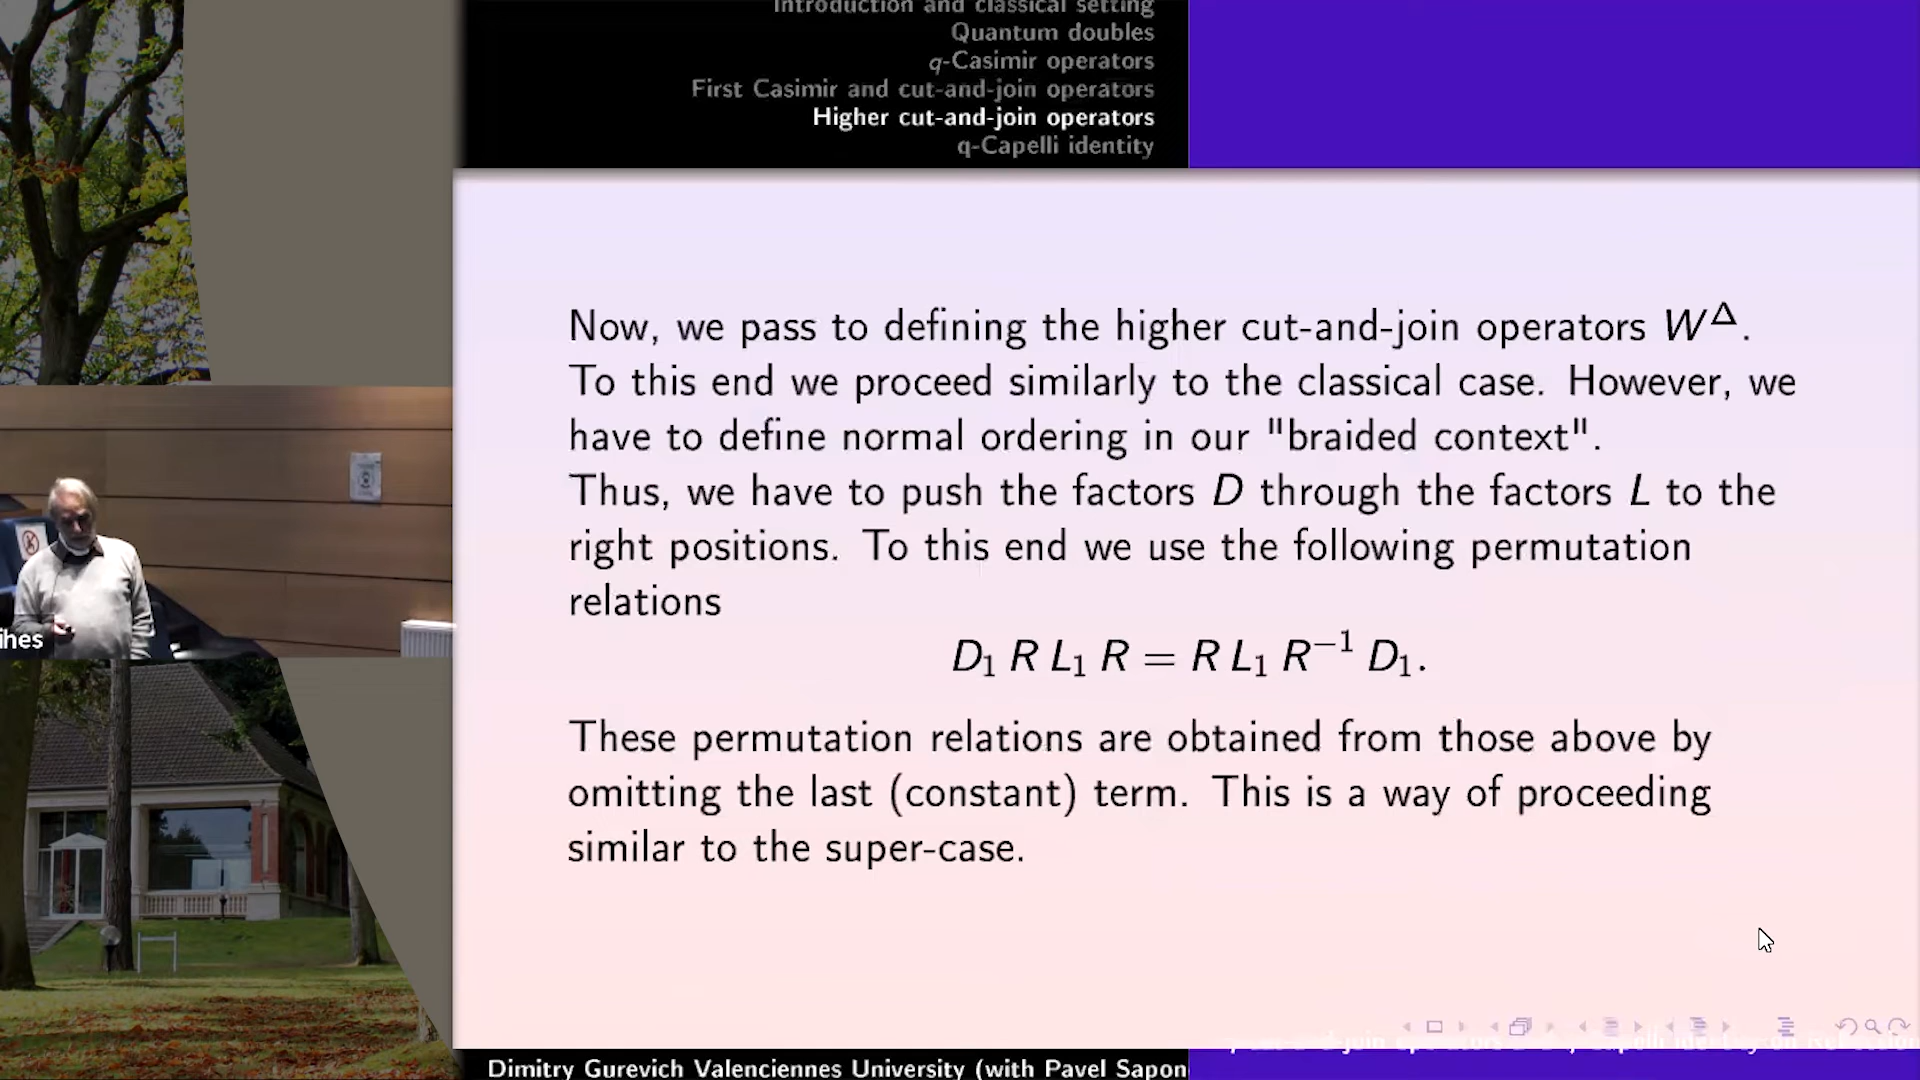 Introduction and classical setting
Quantum doubles
q-Casimir operators
First Casimir and cut-and-join operators
Higher cut-and-join operators
q-Capelli identity
Now, we pass to defining the higher cut-and-join operators W^Δ.
To this end we proceed similarly to the classical case. However, we
have to define normal ordering in our "braided context".
Thus, we have to push the factors D through the factors L to the
right positions. To this end we use the following permutation
relations
D₁ R L₁ R = R L₁ R⁻¹ D₁.
These permutation relations are obtained from those above by
omitting the last (constant) term. This is a way of proceeding
similar to the super-case.
ihes
Dimitry Gurevich Valenciennes University (with Pavel Sapon